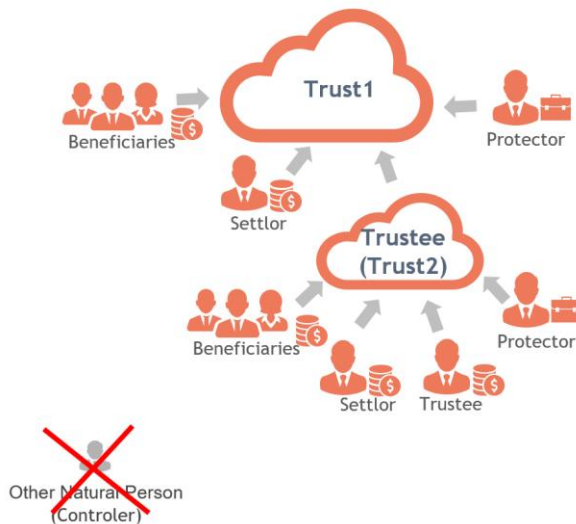 Trust1
Beneficiaries
$
Protector
Settlor
$
Trustee
(Trust2)
Beneficiaries
$
Protector
Settlor
$
Trustee
$
Other Natural Person
(Controler)